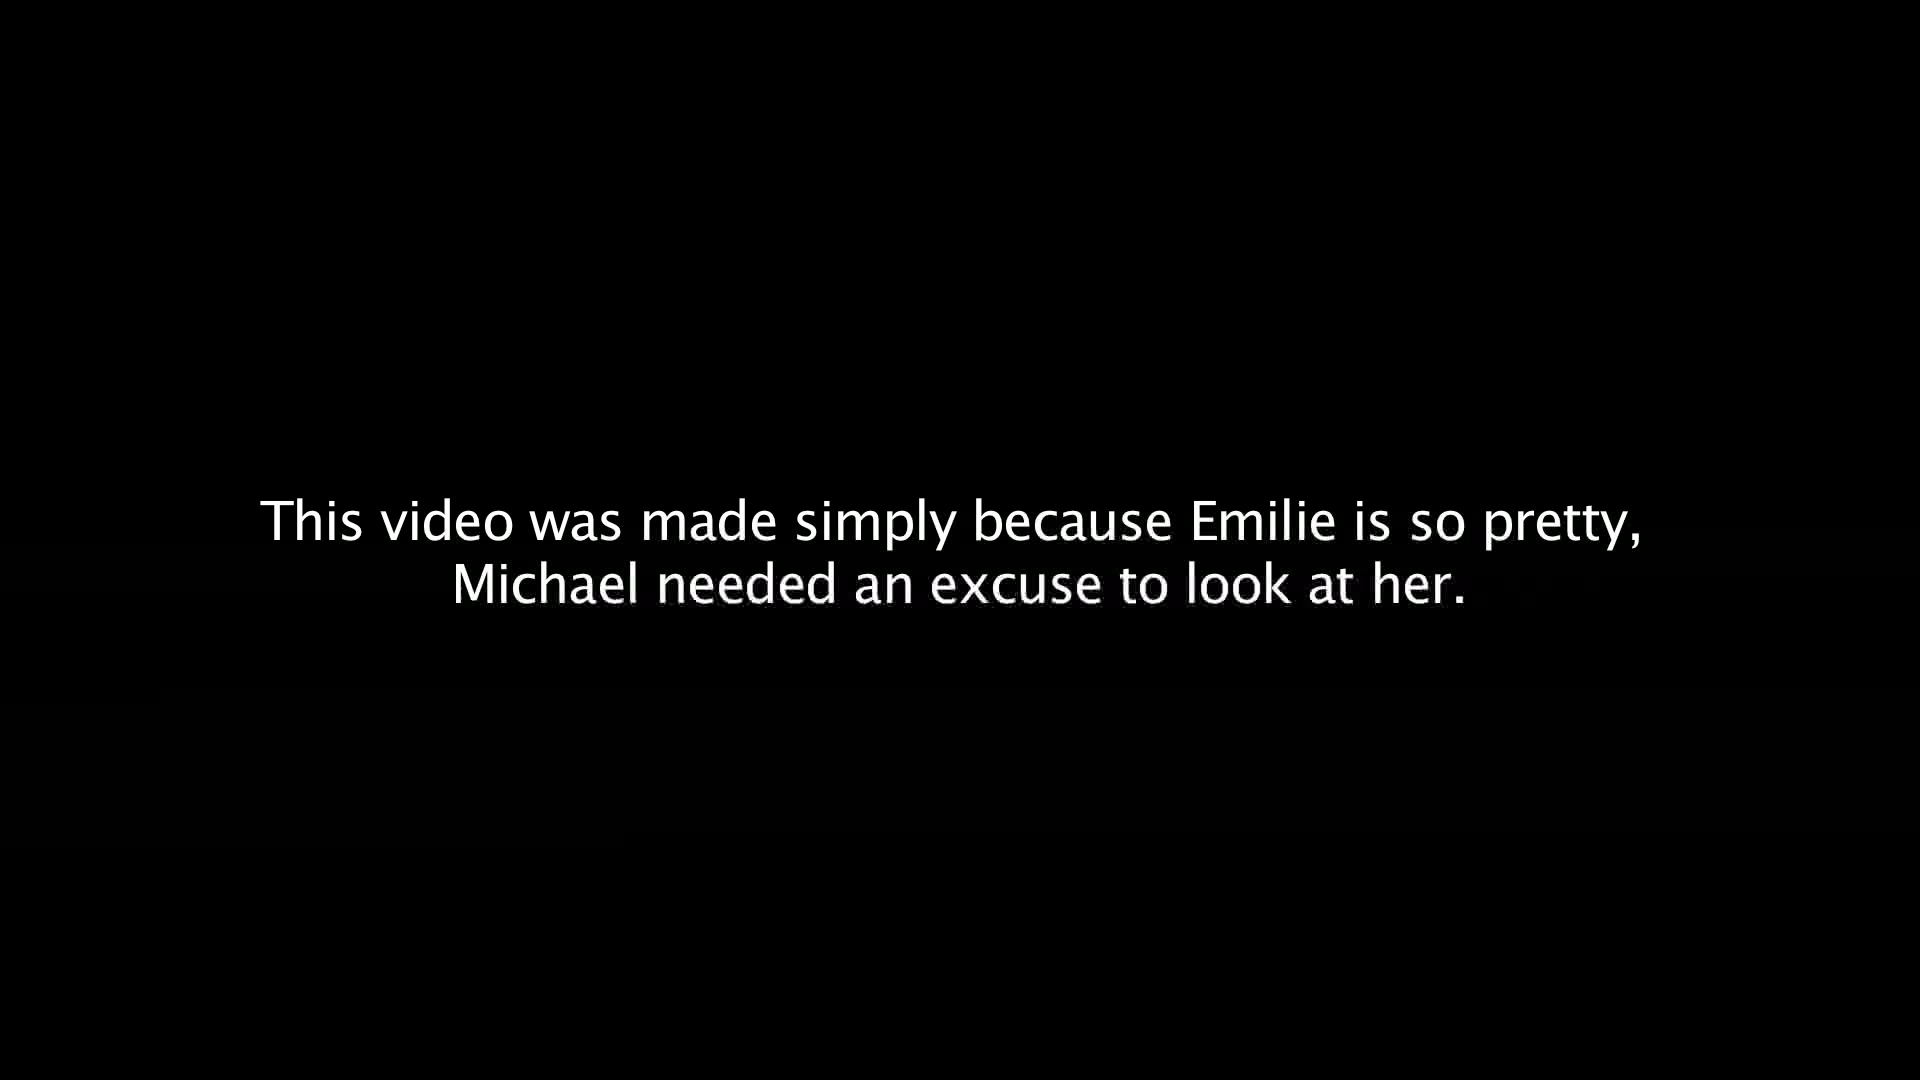 This video was made simply because Emilie is so pretty,
Michael needed an excuse to look at her.